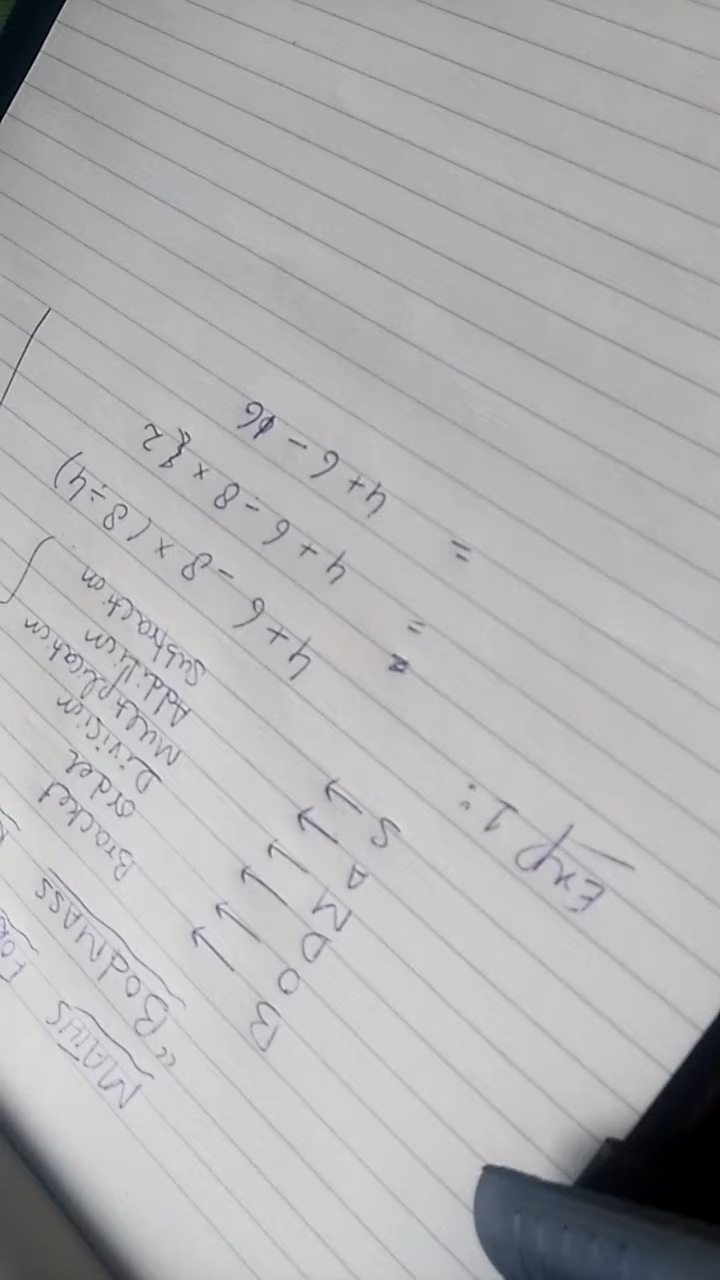 MATHS FOR
"BODMASS
B → Bracket
O → order
D → Division
M → Multiplication
A → Addition
S → Subtraction
Exp 1:
4 + 6 - 8 × (8 ÷ 4)
=
= 4 + 6 - 8 × 2
= 4 + 6 - 16